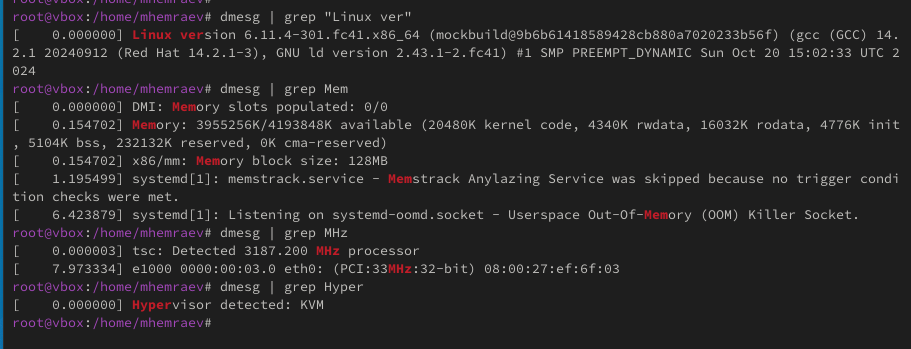 root@vbox:/home/mhemraev# dmesg | grep "Linux ver"
[    0.000000] Linux version 6.11.4-301.fc41.x86_64 (mockbuild@9b6b61418589428cb880a7020233b56f) (gcc (GCC) 14.
2.1 20240912 (Red Hat 14.2.1-3), GNU ld version 2.43.1-2.fc41) #1 SMP PREEMPT_DYNAMIC Sun Oct 20 15:02:33 UTC 2
024
root@vbox:/home/mhemraev# dmesg | grep Mem
[    0.000000] DMI: Memory slots populated: 0/0
[    0.154702] Memory: 3955256K/4193848K available (20480K kernel code, 4340K rwdata, 16032K rodata, 4776K init
, 5104K bss, 232132K reserved, 0K cma-reserved)
[    0.154702] x86/mm: Memory block size: 128MB
[    1.195499] systemd[1]: memstrack.service - Memstrack Anylazing Service was skipped because no trigger condi
tion checks were met.
[    6.423879] systemd[1]: Listening on systemd-oomd.socket - Userspace Out-Of-Memory (OOM) Killer Socket.
root@vbox:/home/mhemraev# dmesg | grep MHz
[    0.000003] tsc: Detected 3187.200 MHz processor
[    7.973334] e1000 0000:00:03.0 eth0: (PCI:33MHz:32-bit) 08:00:27:ef:6f:03
root@vbox:/home/mhemraev# dmesg | grep Hyper
[    0.000000] Hypervisor detected: KVM
root@vbox:/home/mhemraev#